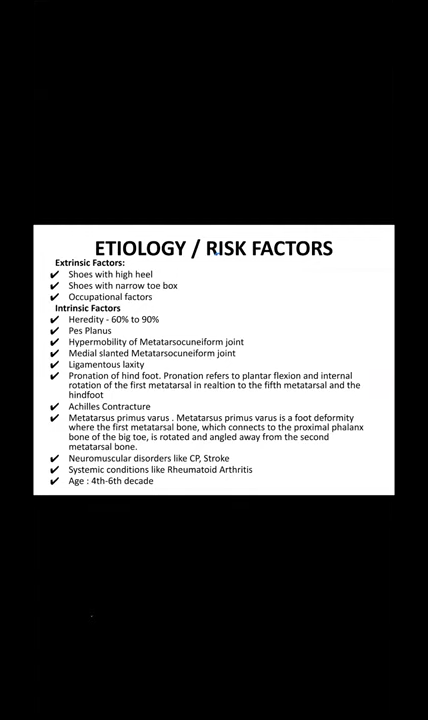 ETIOLOGY / RISK FACTORS
Extrinsic Factors:
✔ Shoes with high heel
✔ Shoes with narrow toe box
✔ Occupational factors
Intrinsic Factors
✔ Heredity - 60% to 90%
✔ Pes Planus
✔ Hypermobility of Metatarsocuneiform joint
✔ Medial slanted Metatarsocuneiform joint
✔ Ligamentous laxity
✔ Pronation of hind foot. Pronation refers to plantar flexion and internal
rotation of the first metatarsal in realtion to the fifth metatarsal and the
hindfoot
✔ Achilles Contracture
✔ Metatarsus primus varus . Metatarsus primus varus is a foot deformity
where the first metatarsal bone, which connects to the proximal phalanx
bone of the big toe, is rotated and angled away from the second
metatarsal bone.
✔ Neuromuscular disorders like CP, Stroke
✔ Systemic conditions like Rheumatoid Arthritis
✔ Age : 4th-6th decade